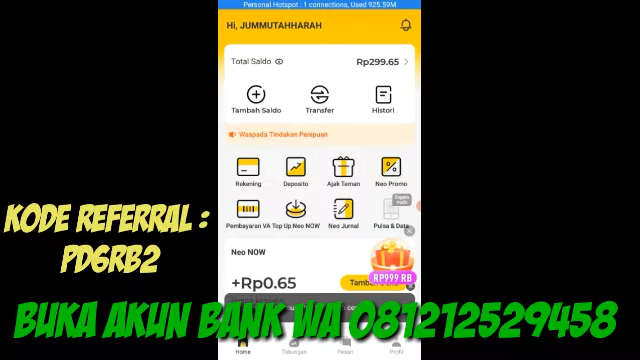 Personal Hotspot : 1 connections, Used 925.59M
Hi, JUMMUTAHHARAH
Total Saldo
Rp299.65
Tambah Saldo
Transfer
Histori
Waspada Tindakan Penipuan
Rekening
Deposito
Ajak Teman
Neo Promo
Segera Hadir
Pembayaran VA
Top Up Neo NOW
Neo Jurnal
Pulsa & Data
KODE REFERRAL :
PD6RB2
Neo NOW
+Rp0.65
RP999 RB
BUKA AKUN BANK WA 081212529458
Home
Tabungan
Pesan
Profil